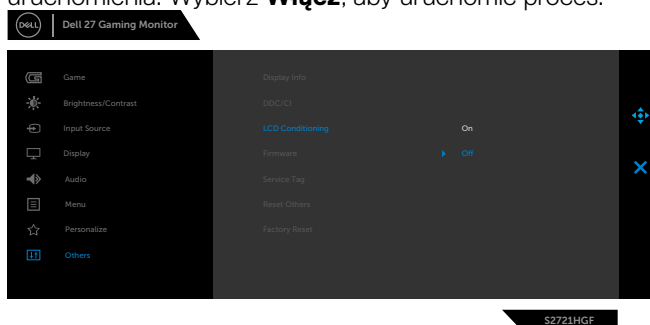 uruchomienia. Wybierz Włącz, aby uruchomić proces.
DELL
Dell 27 Gaming Monitor
Game
Display Info
Brightness/Contrast
DDC/CI
Input Source
LCD Conditioning
On
Display
Firmware
Off
Audio
Service Tag
Menu
Reset Others
Personalize
Factory Reset
Others
S2721HGF